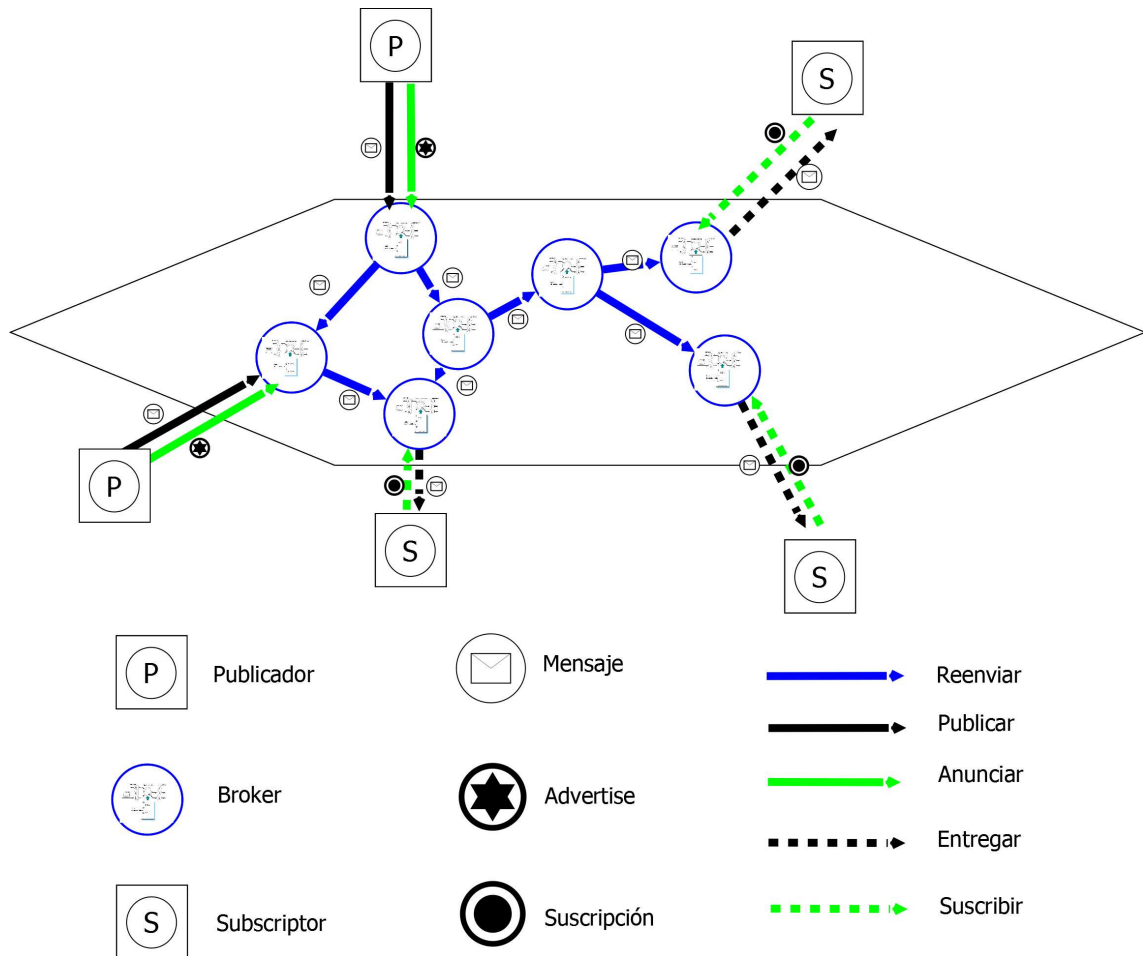 P
S
P
S
S
P
Publicador
Mensaje
Reenviar
Publicar
Broker
Advertise
Anunciar
Entregar
S
Subscriptor
Suscripción
Suscribir